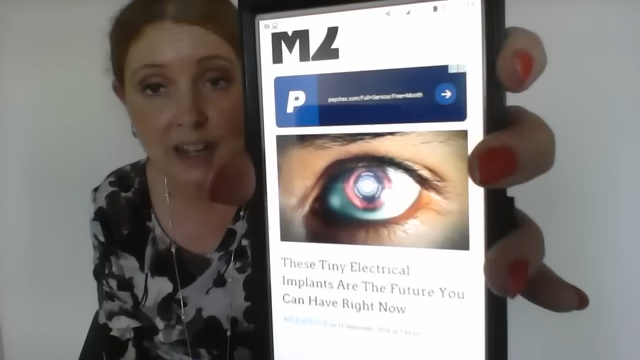 MZ
P
paychex.com/Full+Service/Free+Month
These Tiny Electrical
Implants Are The Future You
Can Have Right Now